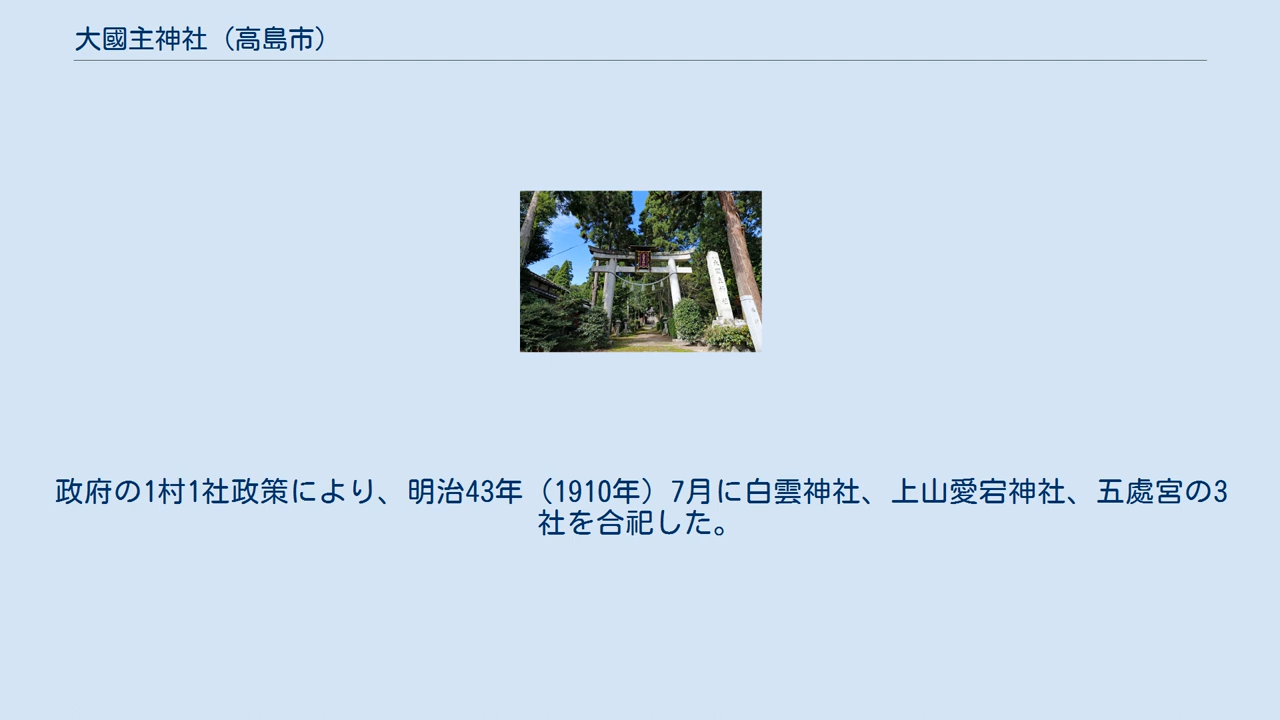 大國主神社（高島市）
政府の1村1社政策により、明治43年（1910年）7月に白雲神社、上山愛宕神社、五處宮の3
社を合祀した。